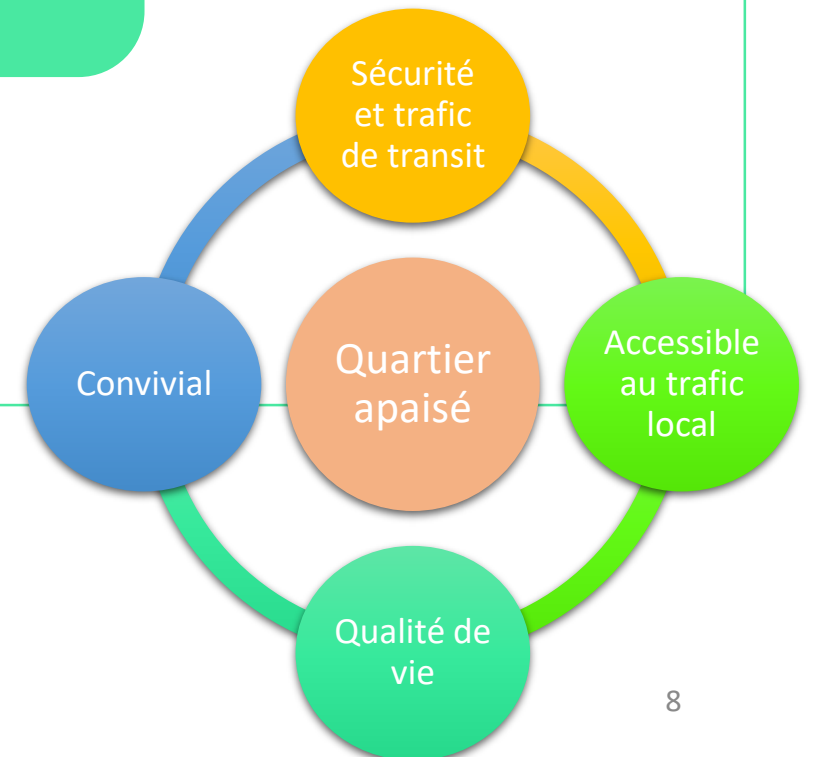 Sécurité
et trafic
de transit
Convivial
Quartier
apaisé
Accessible
au trafic
local
Qualité de
vie
8